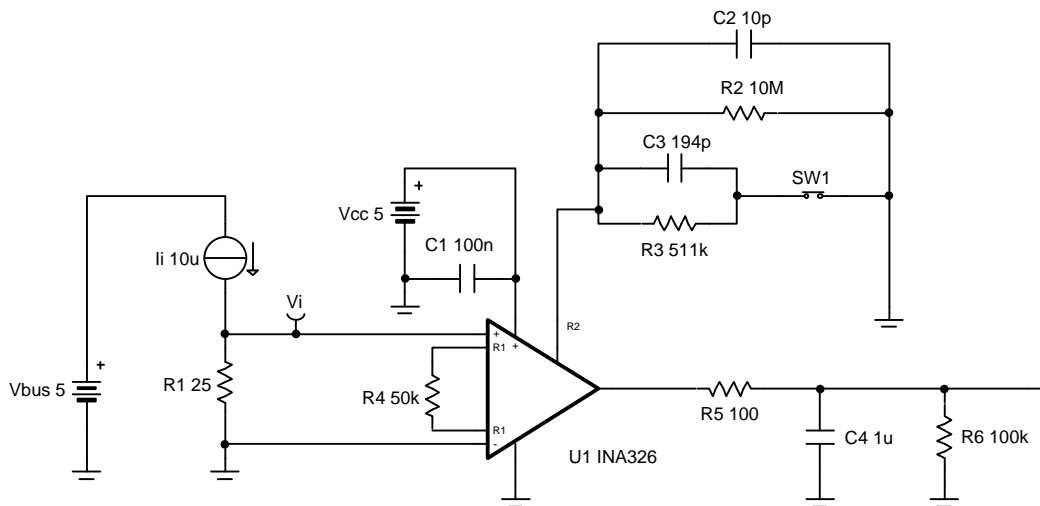 C2 10p
R2 10M
C3 194p
SW1
R3 511k
+
Vcc 5
C1 100n
Ii 10u
Vi
+
R1
+
R2
+
Vbus 5
R1 25
R4 50k
R1
-
U1 INA326
R5 100
C4 1u
R6 100k